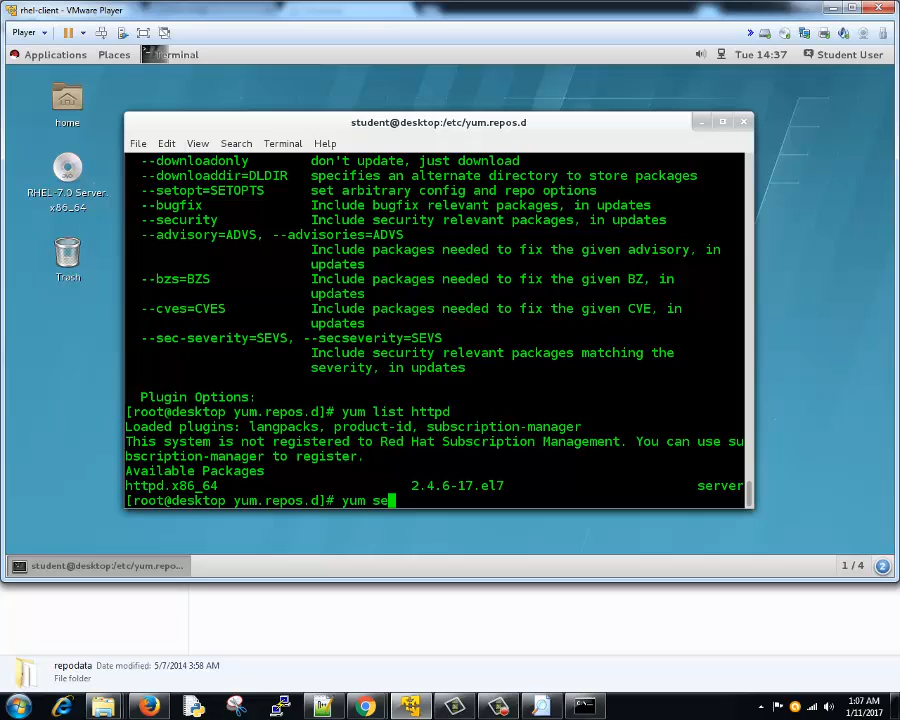 rhel-client - VMware Player
Player
Applications Places Terminal Tue 14:37 Student User
home
RHEL-7.0 Server.
x86_64
Trash
student@desktop:/etc/yum.repos.d
File Edit View Search Terminal Help
--downloadonly don't update, just download
--downloaddir=DLDIR specifies an alternate directory to store packages
--setopt=SETOPTS set arbitrary config and repo options
--bugfix Include bugfix relevant packages, in updates
--security Include security relevant packages, in updates
--advisory=ADVS, --advisories=ADVS
Include packages needed to fix the given advisory, in
updates
--bzs=BZS Include packages needed to fix the given BZ, in
updates
--cves=CVES Include packages needed to fix the given CVE, in
updates
--sec-severity=SEVS, --secseverity=SEVS
Include security relevant packages matching the
severity, in updates
Plugin Options:
[root@desktop yum.repos.d]# yum list httpd
Loaded plugins: langpacks, product-id, subscription-manager
This system is not registered to Red Hat Subscription Management. You can use su
bscription-manager to register.
Available Packages
httpd.x86_64 2.4.6-17.el7 server
[root@desktop yum.repos.d]# yum se
student@desktop:/etc/yum.repo... 1 / 4 2
repodata Date modified: 5/7/2014 3:58 AM
File folder
1:07 AM
1/11/2017